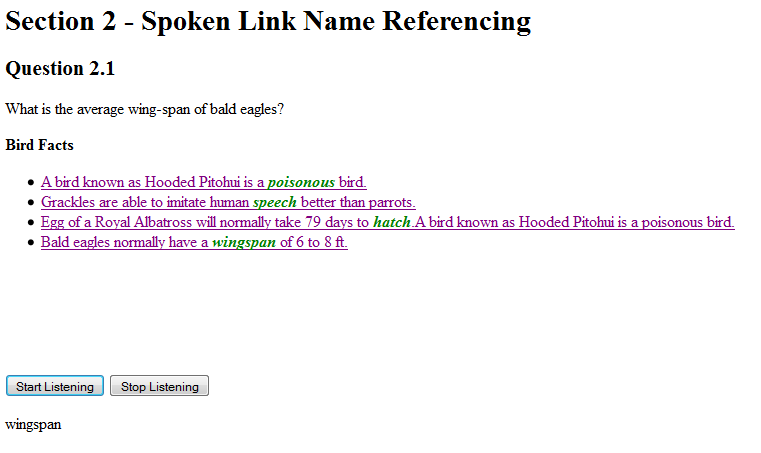 Section 2 - Spoken Link Name Referencing
Question 2.1
What is the average wing-span of bald eagles?
Bird Facts
• A bird known as Hooded Pitohui is a poisonous bird.
• Grackles are able to imitate human speech better than parrots.
• Egg of a Royal Albatross will normally take 79 days to hatch.A bird known as Hooded Pitohui is a poisonous bird.
• Bald eagles normally have a wingspan of 6 to 8 ft.
Start Listening Stop Listening
wingspan